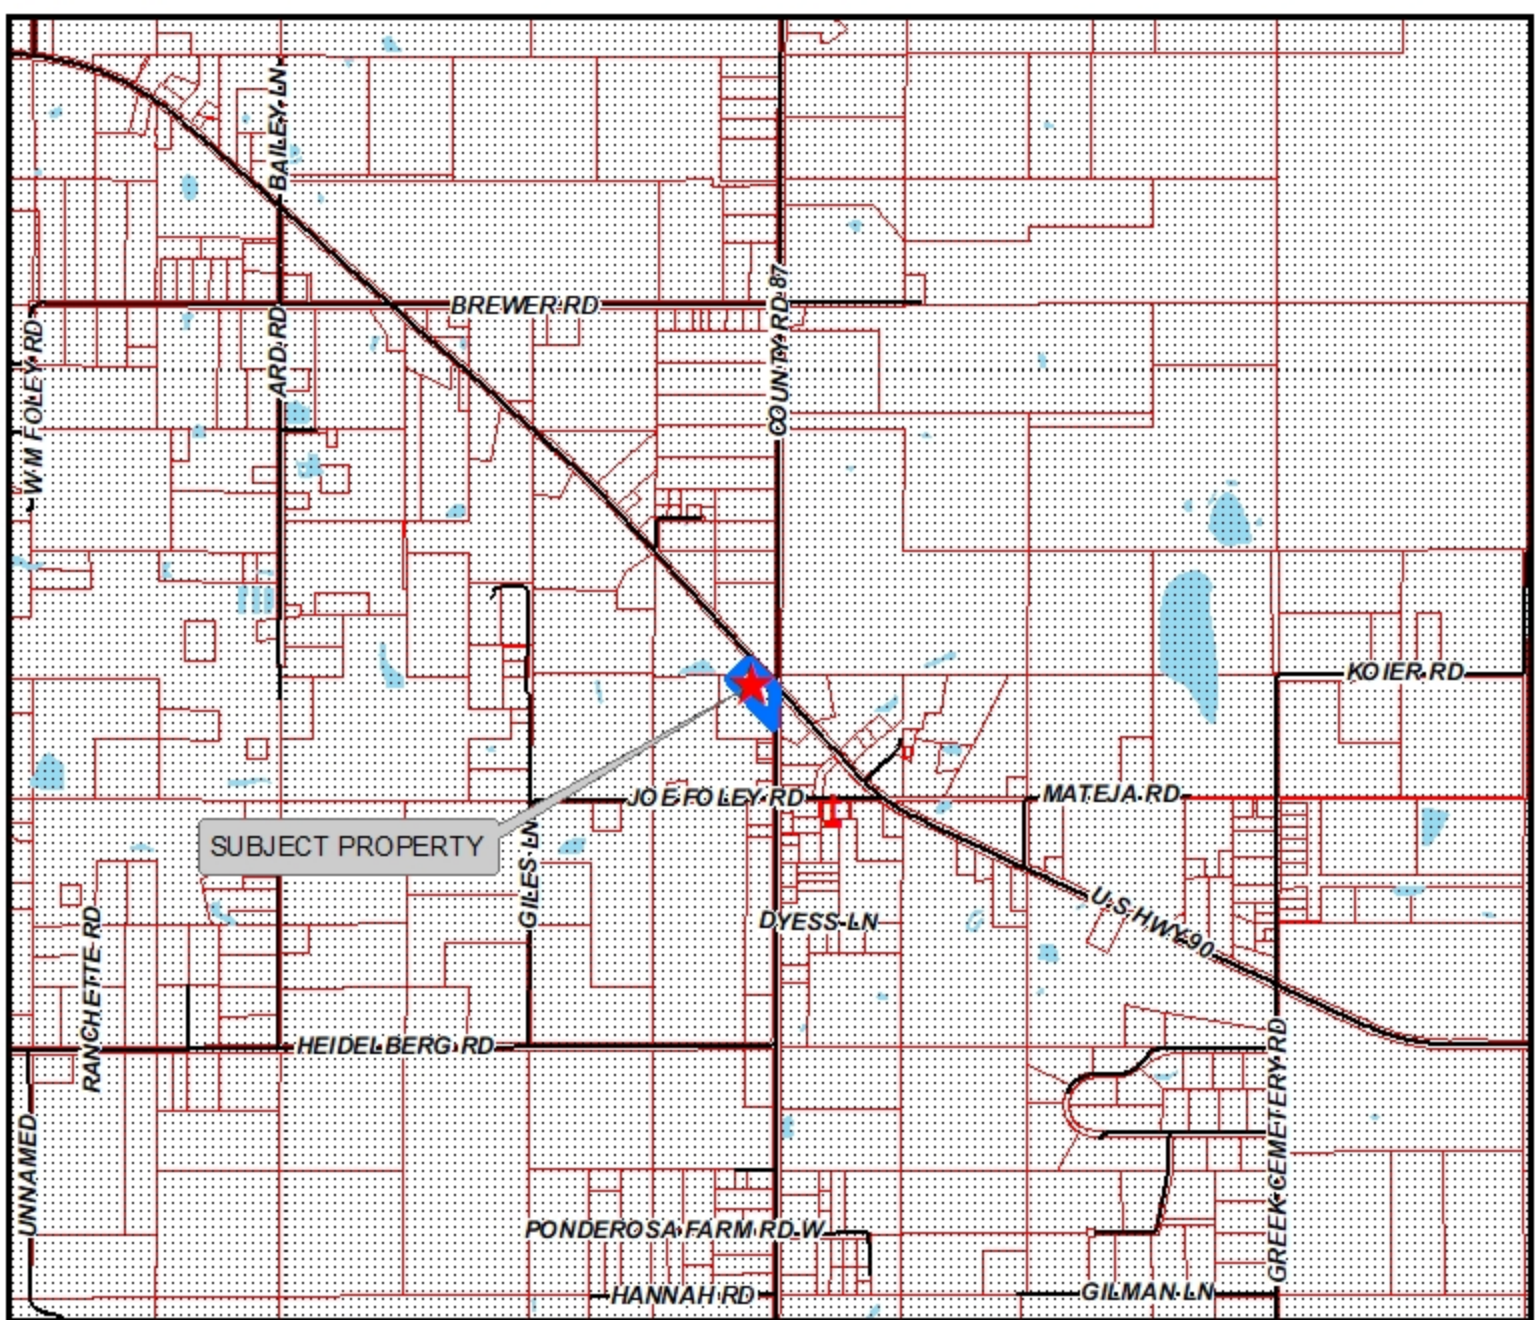 BAILEY LN
BREWER RD
COUNTY RD 87
W M FOLEY RD
ARD RD
KOIER RD
JOE FOLEY RD
MATEJA RD
SUBJECT PROPERTY
GILES LN
U S HWY 90
DYESS LN
RANCHETTE RD
HEIDELBERG RD
GREEK CEMETERY RD
UNNAMED
PONDEROSA FARM RD W
HANNAH RD
GILMAN LN